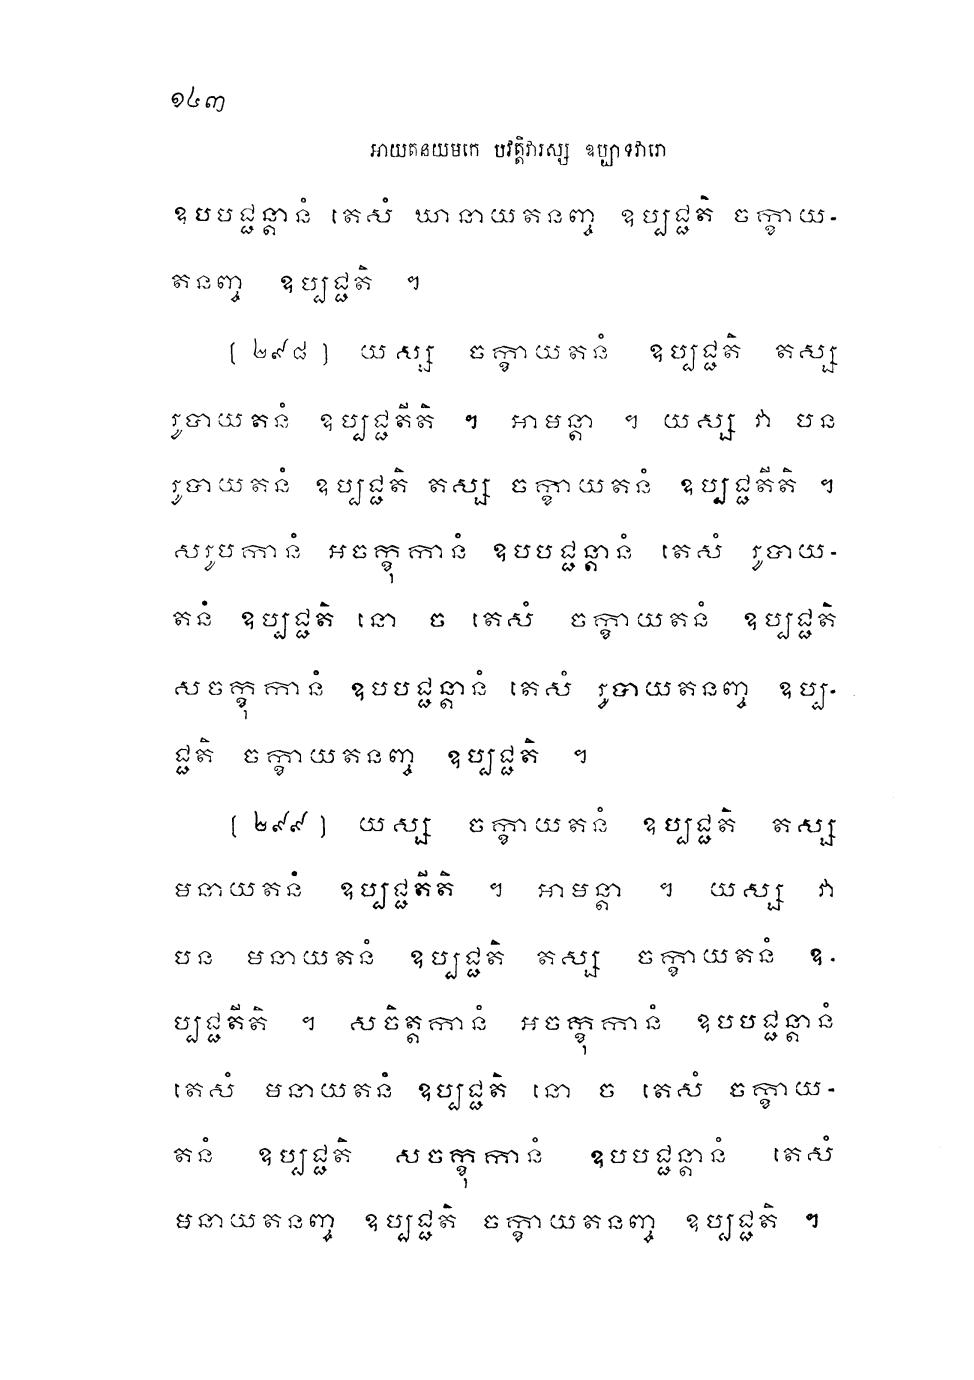 ១៤៣
អាយតនយមកេ បវត្តិវារស្ស ឧប្បាទវារោ
ឧបបជ្ជន្តានំ តេសំ ឃានាយតនញ្ច ឧប្បជ្ជតិ ចក្ខាយ-
តនញ្ច ឧប្បជ្ជតិ ។
[២៩៨] យស្ស ចក្ខាយតនំ ឧប្បជ្ជតិ តស្ស
រូបាយតនំ ឧប្បជ្ជតីតិ ។ អាមន្តា ។ យស្ស វា បន
រូបាយតនំ ឧប្បជ្ជតិ តស្ស ចក្ខាយតនំ ឧប្បជ្ជតីតិ ។
សរូបកានំ អចក្ខុកានំ ឧបបជ្ជន្តានំ តេសំ រូបាយ-
តនំ ឧប្បជ្ជតិ នោ ច តេសំ ចក្ខាយតនំ ឧប្បជ្ជតិ
សចក្ខុកានំ ឧបបជ្ជន្តានំ តេសំ រូបាយតនញ្ច ឧប្ប-
ជ្ជតិ ចក្ខាយតនញ្ច ឧប្បជ្ជតិ ។
[២៩៩] យស្ស ចក្ខាយតនំ ឧប្បជ្ជតិ តស្ស
មនាយតនំ ឧប្បជ្ជតីតិ ។ អាមន្តា ។ យស្ស វា
បន មនាយតនំ ឧប្បជ្ជតិ តស្ស ចក្ខាយតនំ ឧ-
ប្បជ្ជតីតិ ។ សចិត្តកានំ អចក្ខុកានំ ឧបបជ្ជន្តានំ
តេសំ មនាយតនំ ឧប្បជ្ជតិ នោ ច តេសំ ចក្ខាយ-
តនំ ឧប្បជ្ជតិ សចក្ខុកានំ ឧបបជ្ជន្តានំ តេសំ
មនាយតនញ្ច ឧប្បជ្ជតិ ចក្ខាយតនញ្ច ឧប្បជ្ជតិ ។